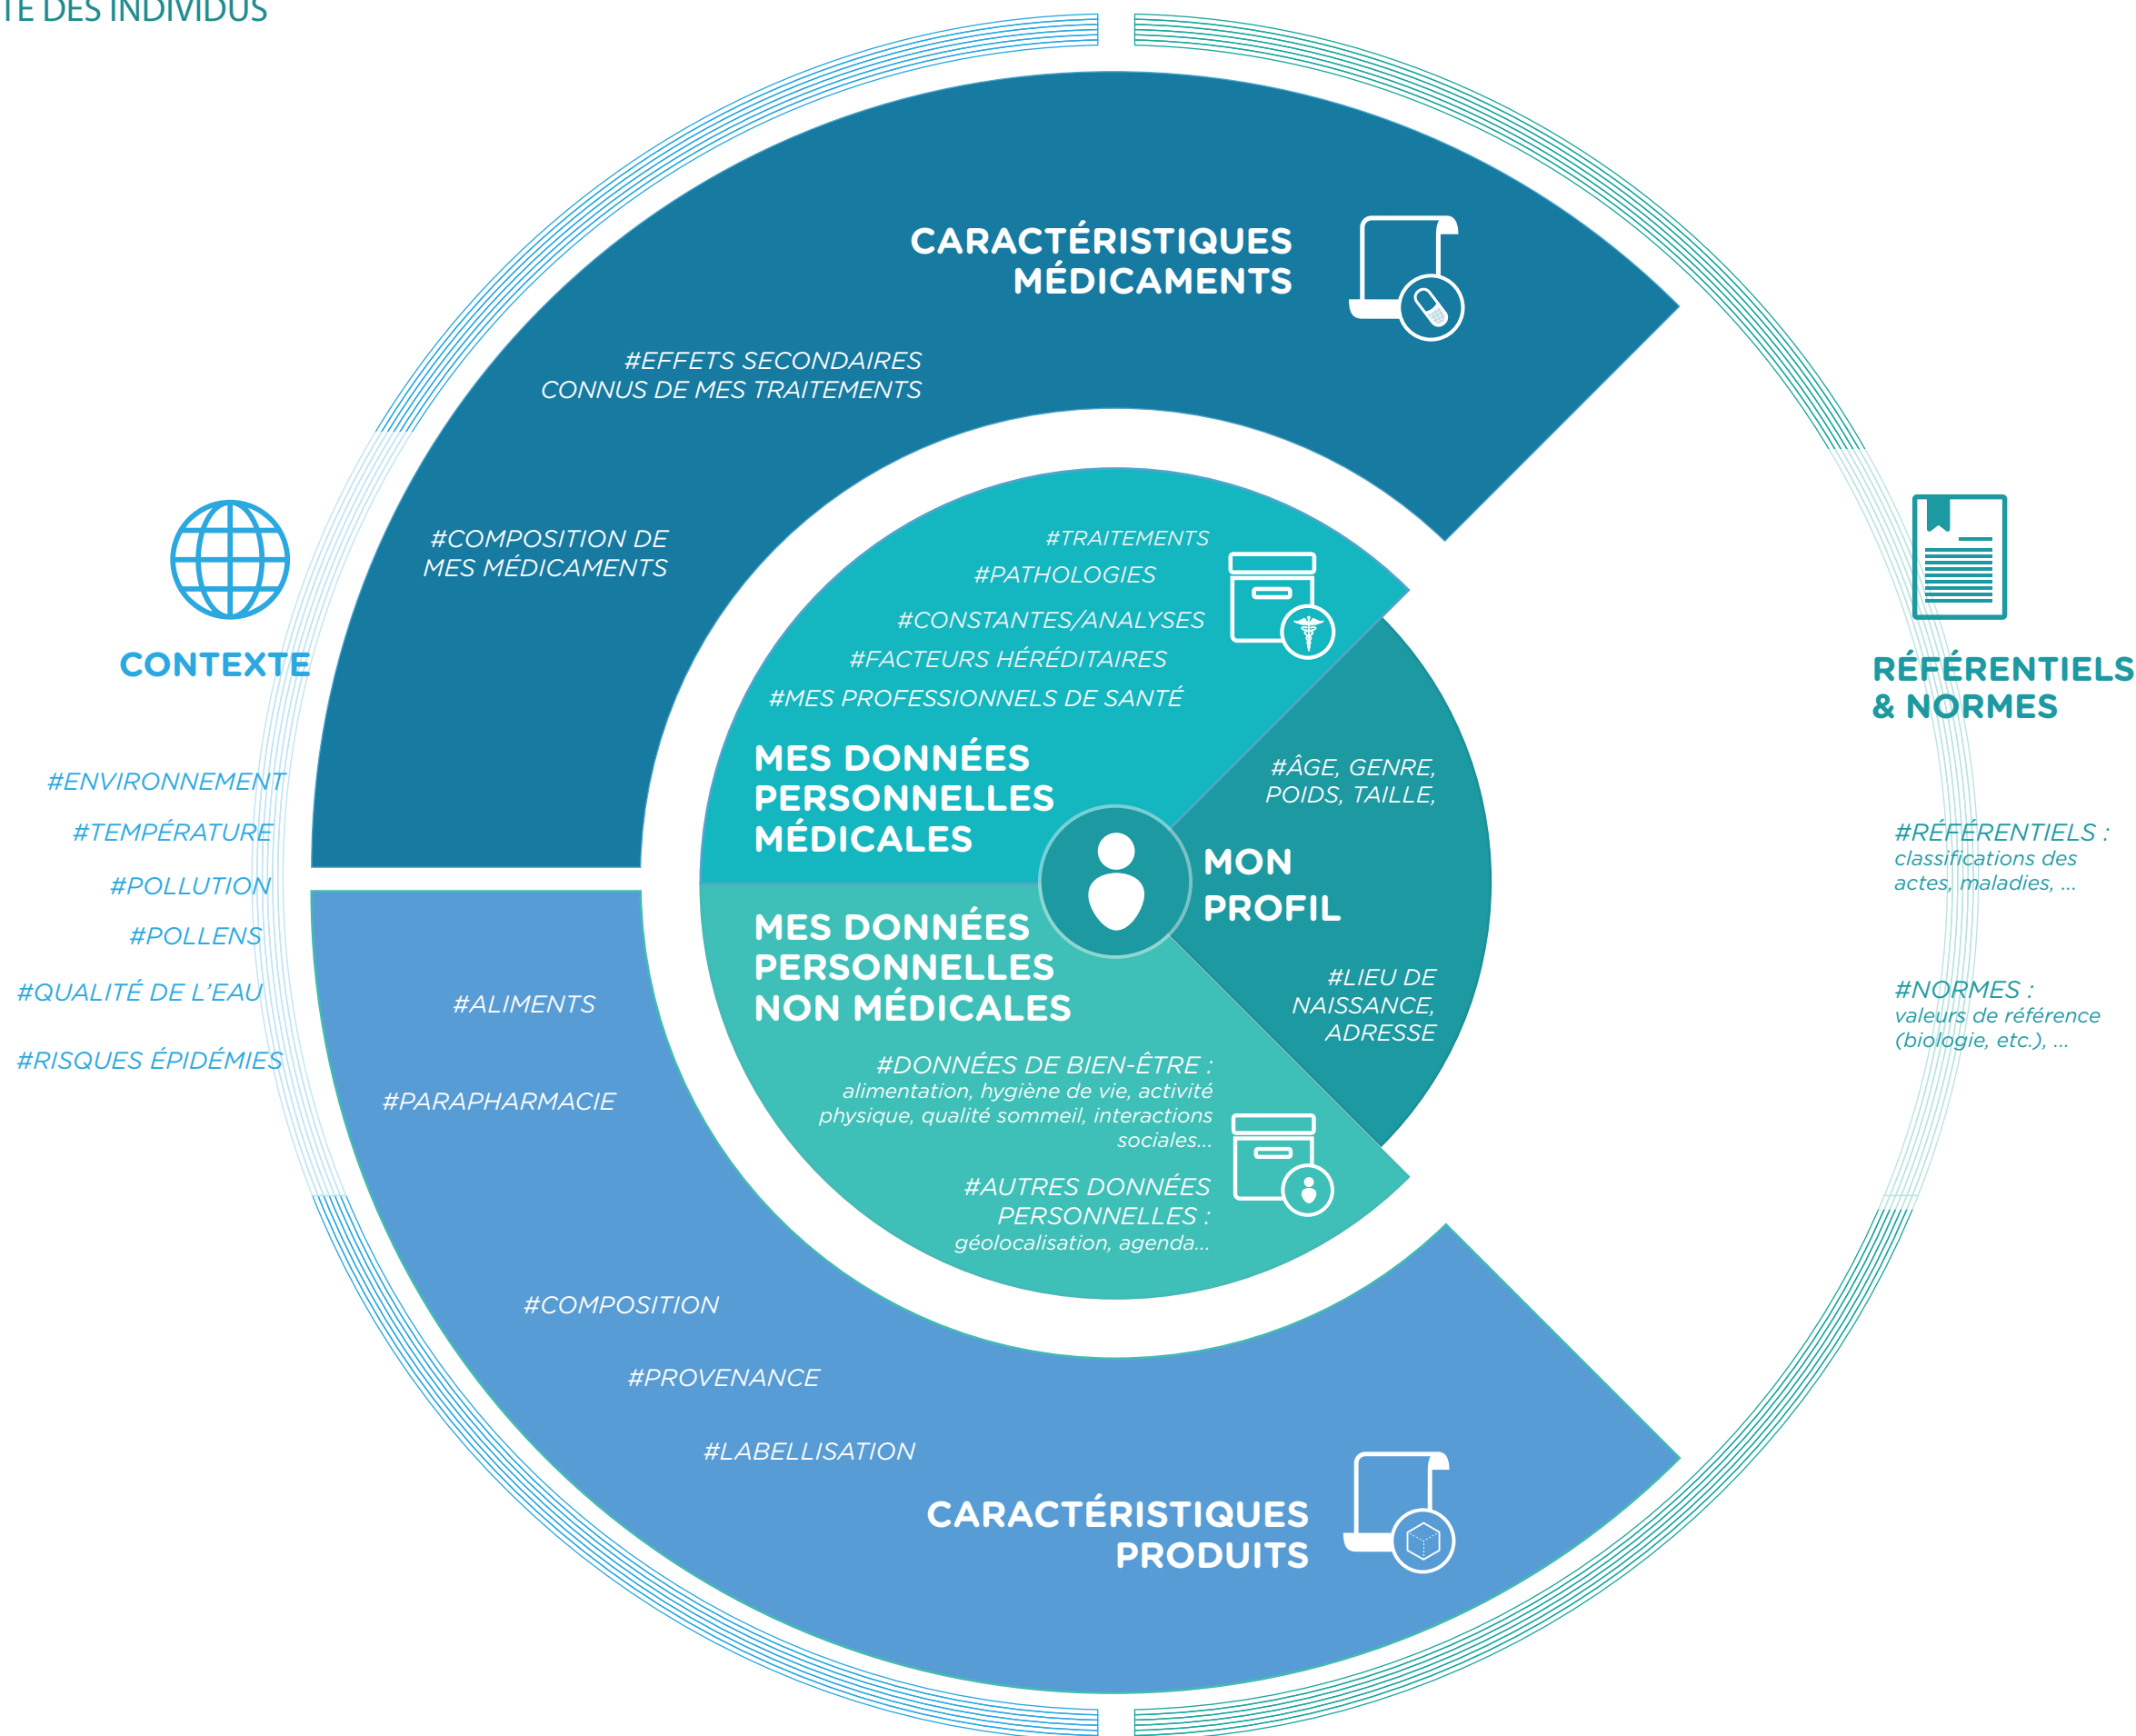 TÉ DES INDIVIDUS
CARACTÉRISTIQUES
MÉDICAMENTS
#EFFETS SECONDAIRES
CONNUS DE MES TRAITEMENTS
#COMPOSITION DE
MES MÉDICAMENTS
CONTEXTE
#ENVIRONNEMENT
#TEMPÉRATURE
#POLLUTION
#POLLENS
#QUALITÉ DE L'EAU
#RISQUES ÉPIDÉMIES
#TRAITEMENTS
#PATHOLOGIES
#CONSTANTES/ANALYSES
#FACTEURS HÉRÉDITAIRES
#MES PROFESSIONNELS DE SANTÉ
MES DONNÉES
PERSONNELLES
MÉDICALES
#ÂGE, GENRE,
POIDS, TAILLE,
MON
PROFIL
#LIEU DE
NAISSANCE,
ADRESSE
MES DONNÉES
PERSONNELLES
NON MÉDICALES
#DONNÉES DE BIEN-ÊTRE :
alimentation, hygiène de vie, activité
physique, qualité sommeil, interactions
sociales...
#AUTRES DONNÉES
PERSONNELLES :
géolocalisation, agenda...
RÉFÉRENTIELS
& NORMES
#RÉFÉRENTIELS :
classifications des
actes, maladies, ...
#NORMES :
valeurs de référence
(biologie, etc.), ...
#ALIMENTS
#PARAPHARMACIE
#COMPOSITION
#PROVENANCE
#LABELLISATION
CARACTÉRISTIQUES
PRODUITS